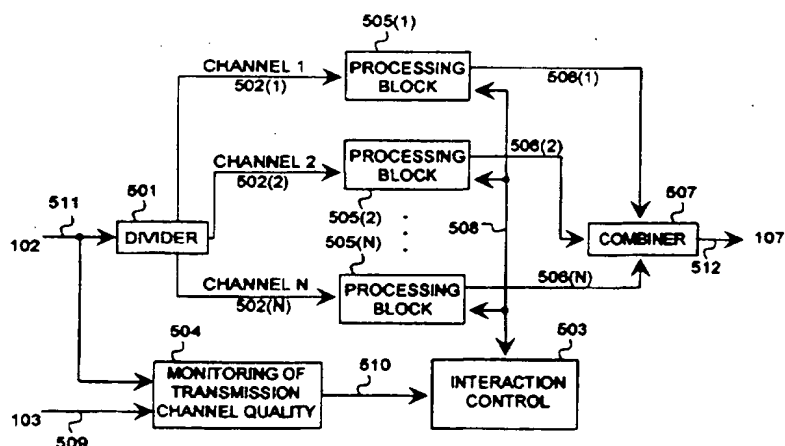 505(1)
CHANNEL 1
502(1)
PROCESSING
BLOCK
506(1)
CHANNEL 2
502(2)
PROCESSING
BLOCK
506(2)
501
511
102
DIVIDER
505(2)
505(N)
508
507
COMBINER
107
512
CHANNEL N
502(N)
PROCESSING
BLOCK
506(N)
504
MONITORING OF
TRANSMISSION
CHANNEL QUALITY
510
503
INTERACTION
CONTROL
103
509